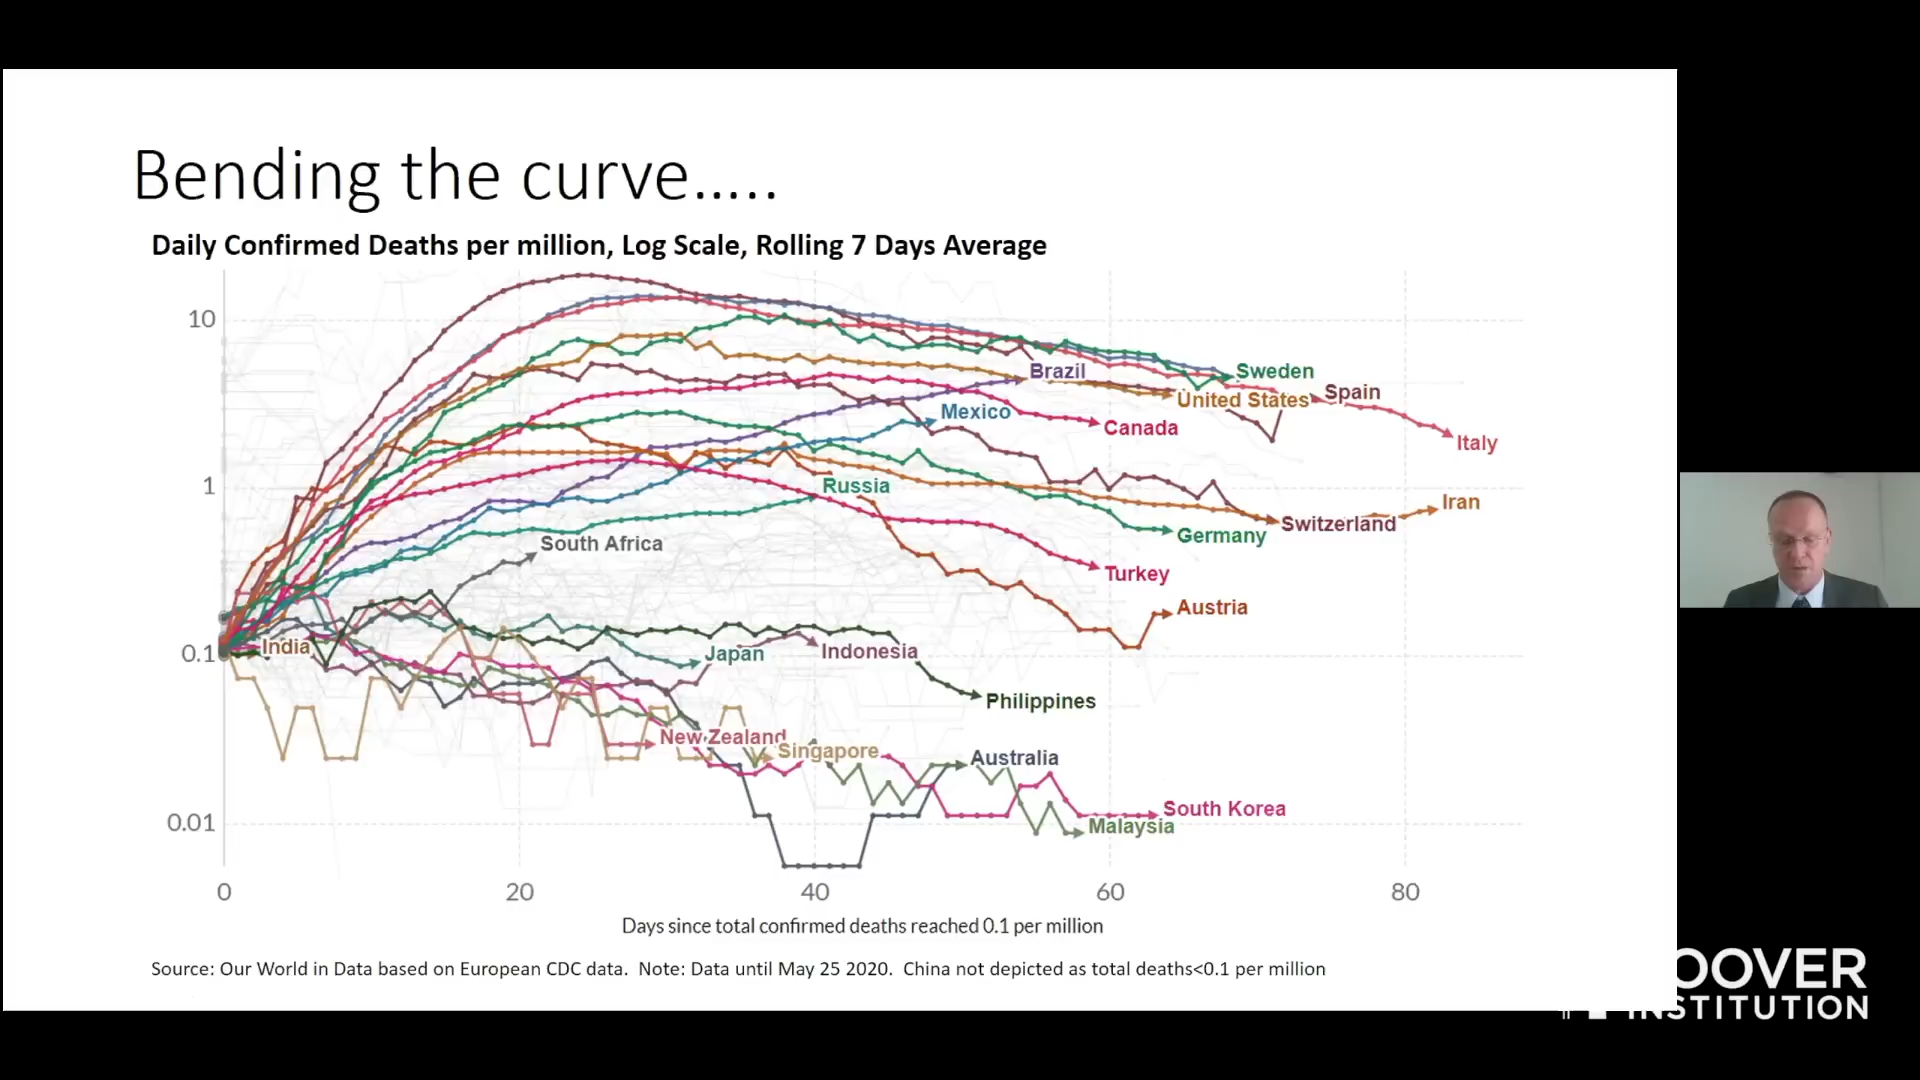 Bending the curve.....
Daily Confirmed Deaths per million, Log Scale, Rolling 7 Days Average
10
1
0.1
0.01
Sweden
Brazil
Spain
United States
Mexico
Canada
Italy
Russia
Iran
Switzerland
Germany
South Africa
Turkey
Austria
India
Japan
Indonesia
Philippines
New Zealand
Singapore
Australia
South Korea
Malaysia
0 20 40 60 80
Days since total confirmed deaths reached 0.1 per million
Source: Our World in Data based on European CDC data. Note: Data until May 25 2020. China not depicted as total deaths<0.1 per million
OOVER
INSTITUTION